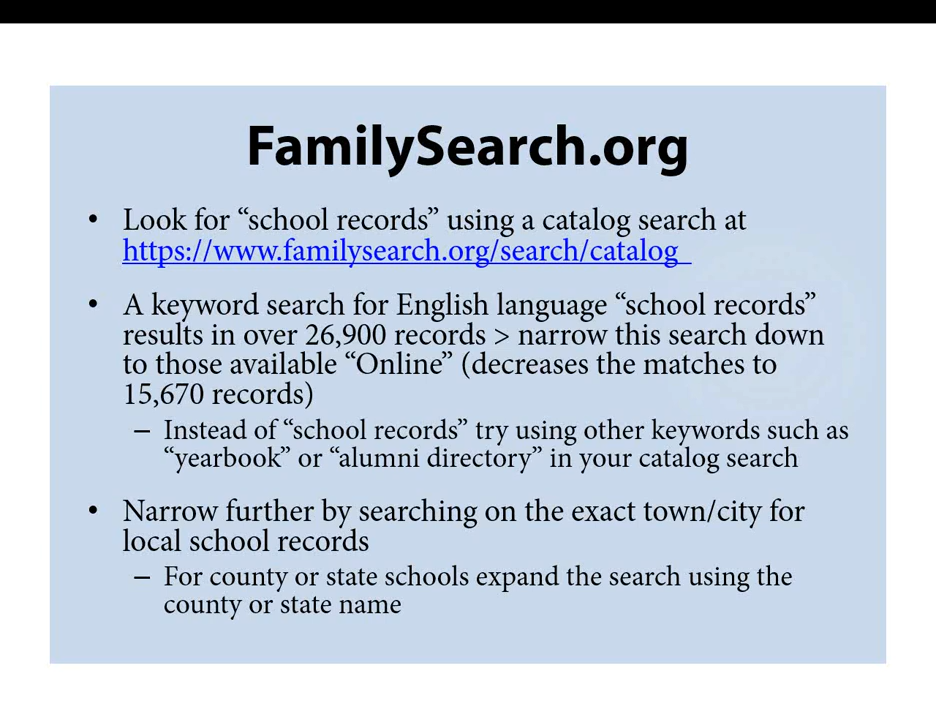 FamilySearch.org
• Look for “school records” using a catalog search at
https://www.familysearch.org/search/catalog
• A keyword search for English language “school records”
results in over 26,900 records > narrow this search down
to those available “Online” (decreases the matches to
15,670 records)
– Instead of “school records” try using other keywords such as
“yearbook” or “alumni directory” in your catalog search
• Narrow further by searching on the exact town/city for
local school records
– For county or state schools expand the search using the
county or state name